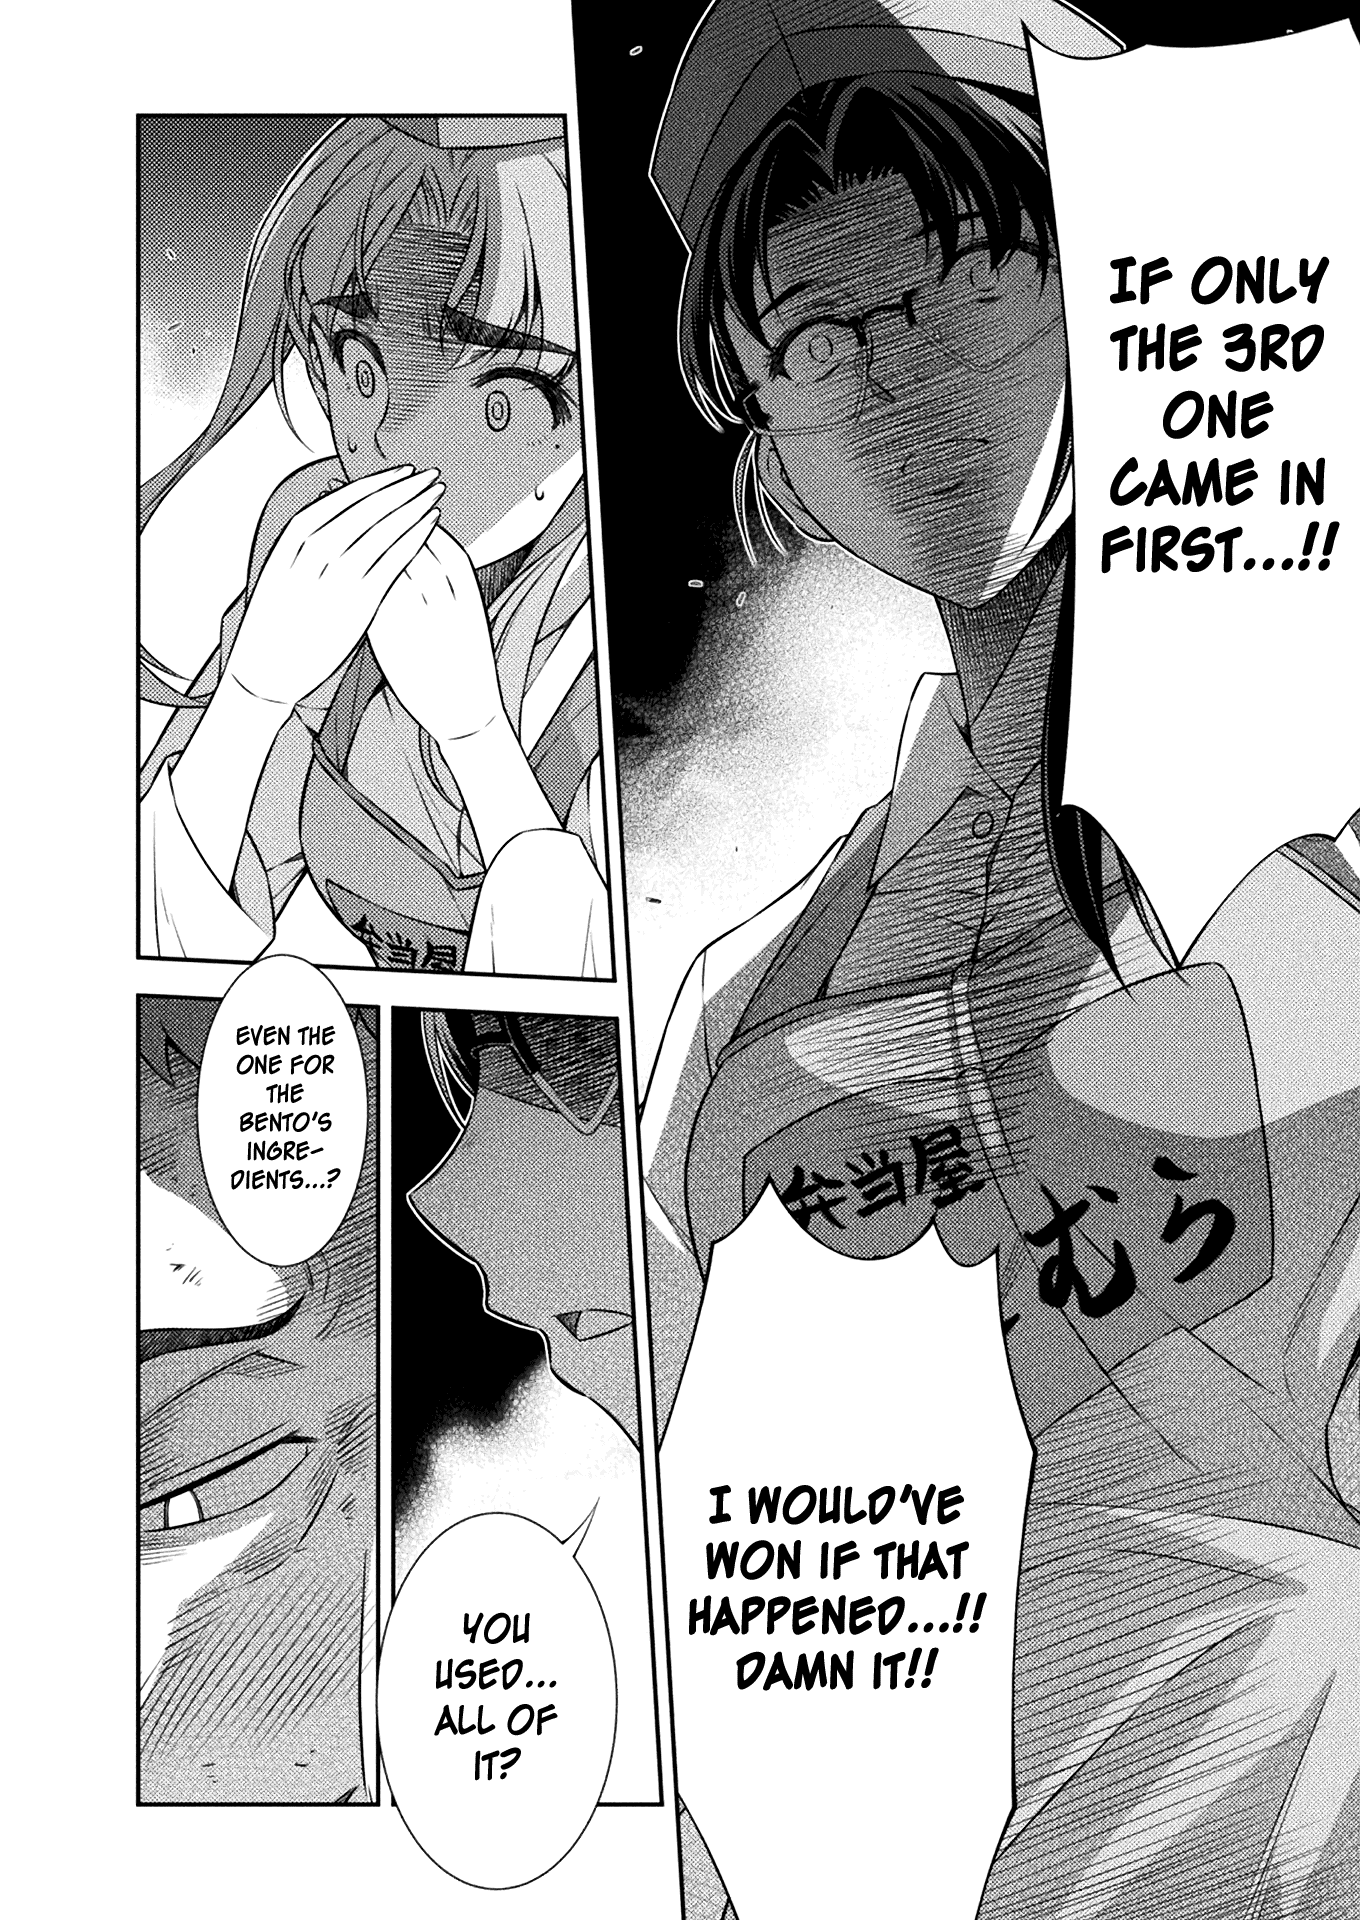 IF ONLY
THE 3RD
ONE
CAME IN
FIRST...!!
I WOULD'VE
WON IF THAT
HAPPENED...!!
DAMN IT!!
弁当屋
むら
弁当屋
YOU
USED...
ALL OF
IT?
EVEN THE
ONE FOR
THE
BENTO'S
INGRE-
DIENTS...?